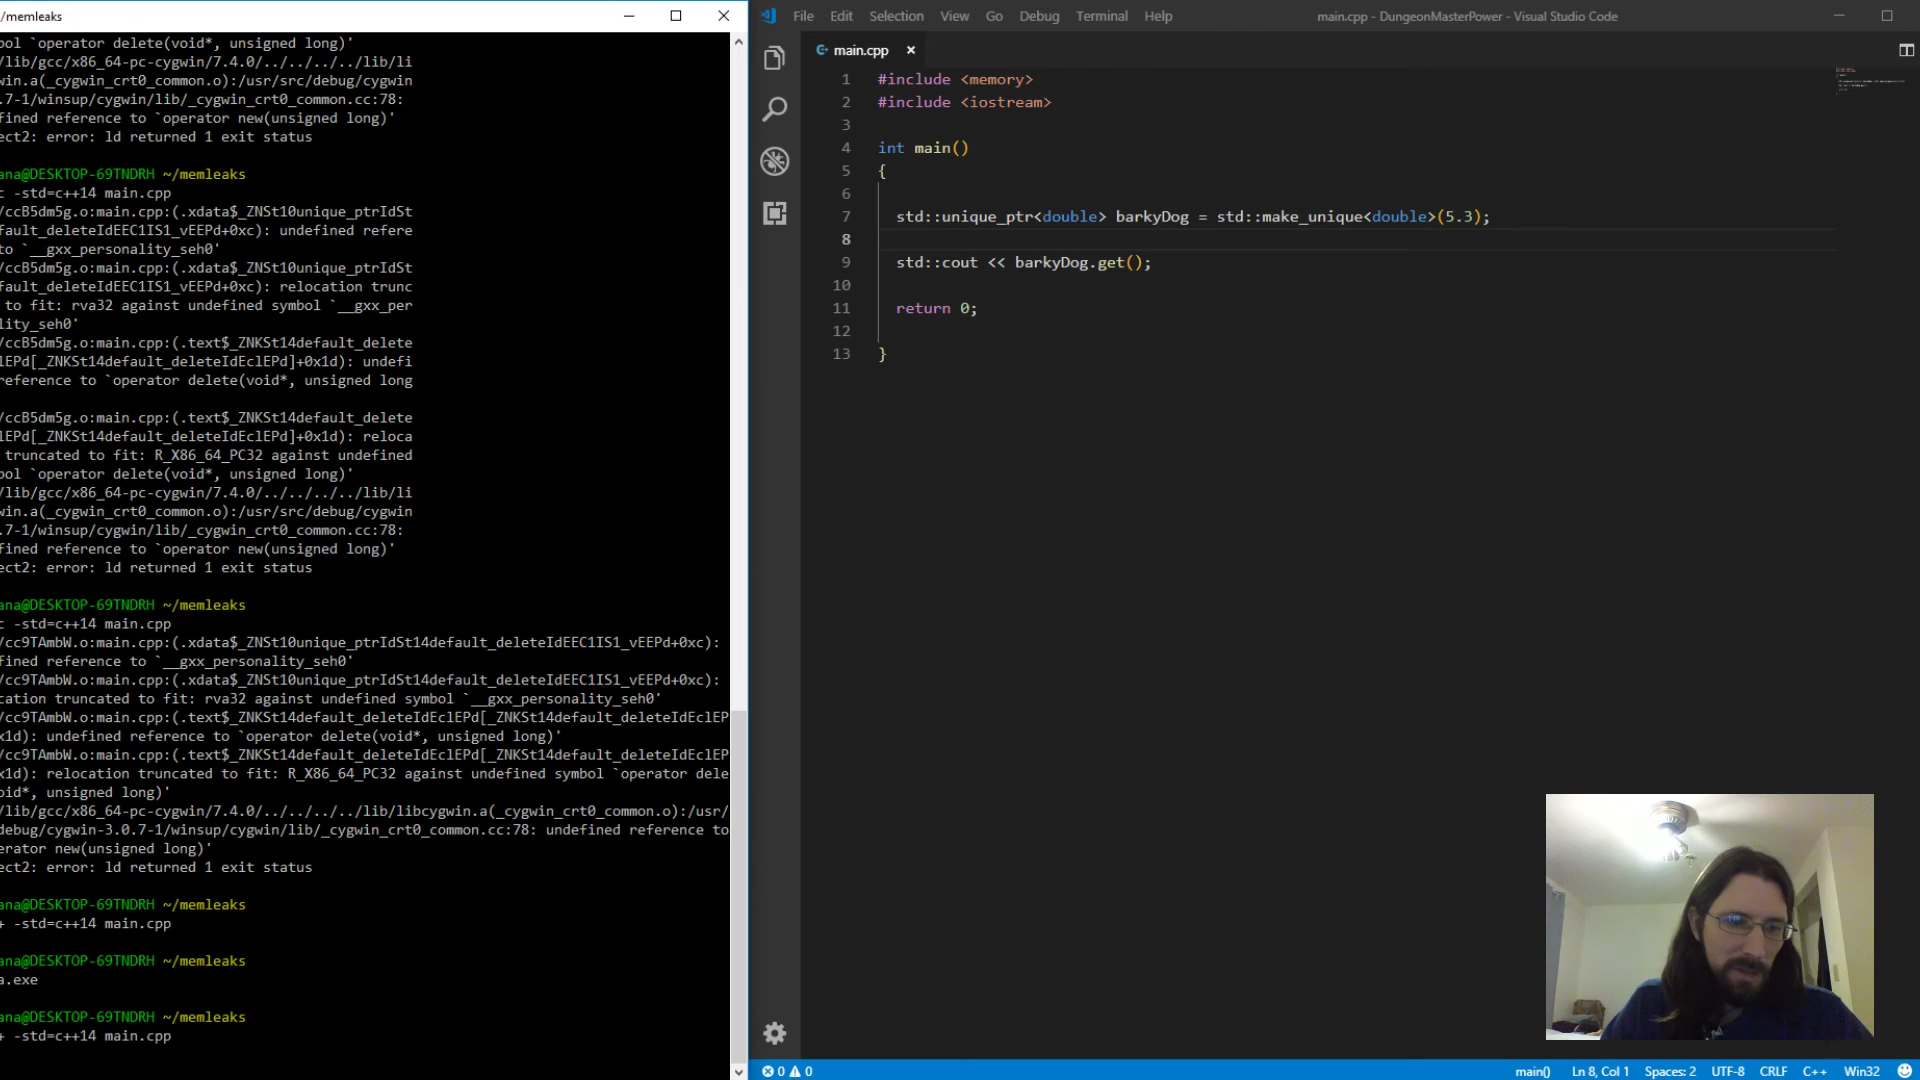 /memleaks
ool `operator delete(void*, unsigned long)'
/lib/gcc/x86_64-pc-cygwin/7.4.0/../../../../lib/li
win.a(_cygwin_crt0_common.o):/usr/src/debug/cygwin
.7-1/winsup/cygwin/lib/_cygwin_crt0_common.cc:78:
fined reference to `operator new(unsigned long)'
ect2: error: ld returned 1 exit status
ana@DESKTOP-69TNDRH ~/memleaks
c -std=c++14 main.cpp
/ccB5dm5g.o:main.cpp:(.xdata$_ZNSt10unique_ptrIdSt
fault_deleteIdEEC1IS1_vEEPd+0xc): undefined refere
to `__gxx_personality_seh0'
/ccB5dm5g.o:main.cpp:(.xdata$_ZNSt10unique_ptrIdSt
fault_deleteIdEEC1IS1_vEEPd+0xc): relocation trunc
to fit: rva32 against undefined symbol `__gxx_per
lity_seh0'
/ccB5dm5g.o:main.cpp:(.text$_ZNKSt14default_delete
lEPd[_ZNKSt14default_deleteIdEclEPd]+0x1d): undefi
reference to `operator delete(void*, unsigned long
/ccB5dm5g.o:main.cpp:(.text$_ZNKSt14default_delete
lEPd[_ZNKSt14default_deleteIdEclEPd]+0x1d): reloca
truncated to fit: R_X86_64_PC32 against undefined
ool `operator delete(void*, unsigned long)'
/lib/gcc/x86_64-pc-cygwin/7.4.0/../../../../lib/li
win.a(_cygwin_crt0_common.o):/usr/src/debug/cygwin
.7-1/winsup/cygwin/lib/_cygwin_crt0_common.cc:78:
fined reference to `operator new(unsigned long)'
ect2: error: ld returned 1 exit status
ana@DESKTOP-69TNDRH ~/memleaks
c -std=c++14 main.cpp
/cc9TAmbW.o:main.cpp:(.xdata$_ZNSt10unique_ptrIdSt14default_deleteIdEEC1IS1_vEEPd+0xc):
fined reference to `__gxx_personality_seh0'
/cc9TAmbW.o:main.cpp:(.xdata$_ZNSt10unique_ptrIdSt14default_deleteIdEEC1IS1_vEEPd+0xc):
cation truncated to fit: rva32 against undefined symbol `__gxx_personality_seh0'
/cc9TAmbW.o:main.cpp:(.text$_ZNKSt14default_deleteIdEclEPd[_ZNKSt14default_deleteIdEclEP
x1d): undefined reference to `operator delete(void*, unsigned long)'
/cc9TAmbW.o:main.cpp:(.text$_ZNKSt14default_deleteIdEclEPd[_ZNKSt14default_deleteIdEclEP
x1d): relocation truncated to fit: R_X86_64_PC32 against undefined symbol `operator dele
oid*, unsigned long)'
/lib/gcc/x86_64-pc-cygwin/7.4.0/../../../../lib/libcygwin.a(_cygwin_crt0_common.o):/usr/
debug/cygwin-3.0.7-1/winsup/cygwin/lib/_cygwin_crt0_common.cc:78: undefined reference to
erator new(unsigned long)'
ect2: error: ld returned 1 exit status
ana@DESKTOP-69TNDRH ~/memleaks
+ -std=c++14 main.cpp
ana@DESKTOP-69TNDRH ~/memleaks
a.exe
ana@DESKTOP-69TNDRH ~/memleaks
+ -std=c++14 main.cpp
File Edit Selection View Go Debug Terminal Help main.cpp - DungeonMasterPower - Visual Studio Code
main.cpp
1 #include <memory>
2 #include <iostream>
3
4 int main()
5 {
6
7 std::unique_ptr<double> barkyDog = std::make_unique<double>(5.3);
8
9 std::cout << barkyDog.get();
10
11 return 0;
12
13 }
0 0 main() Ln 8, Col 1 Spaces: 2 UTF-8 CRLF C++ Win32